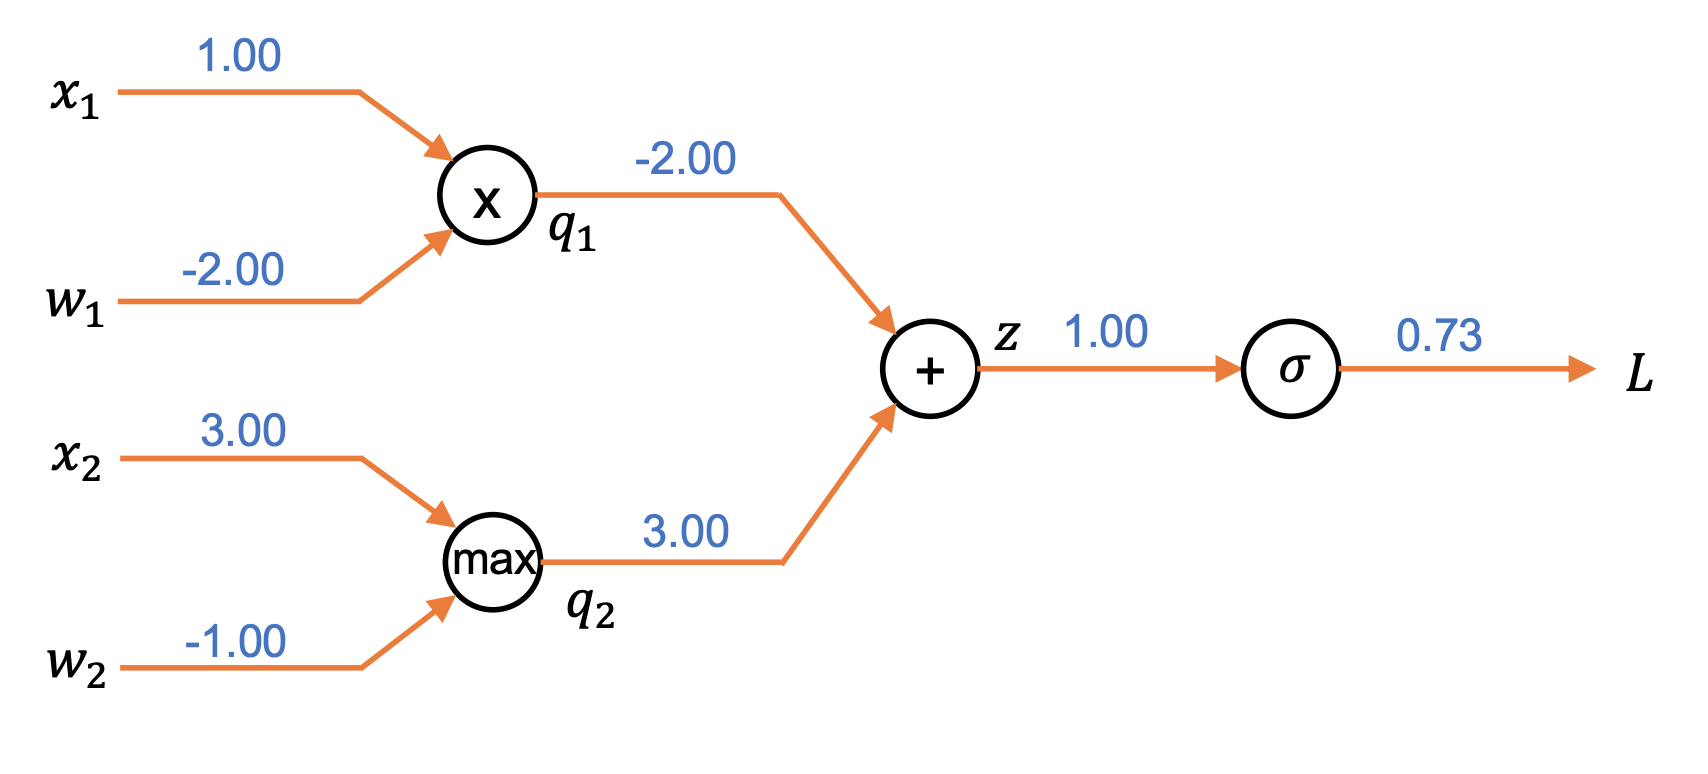 1.00
x₁
x
-2.00
q₁
-2.00
w₁
z
1.00
+
σ
0.73
L
3.00
x₂
max
3.00
q₂
-1.00
w₂